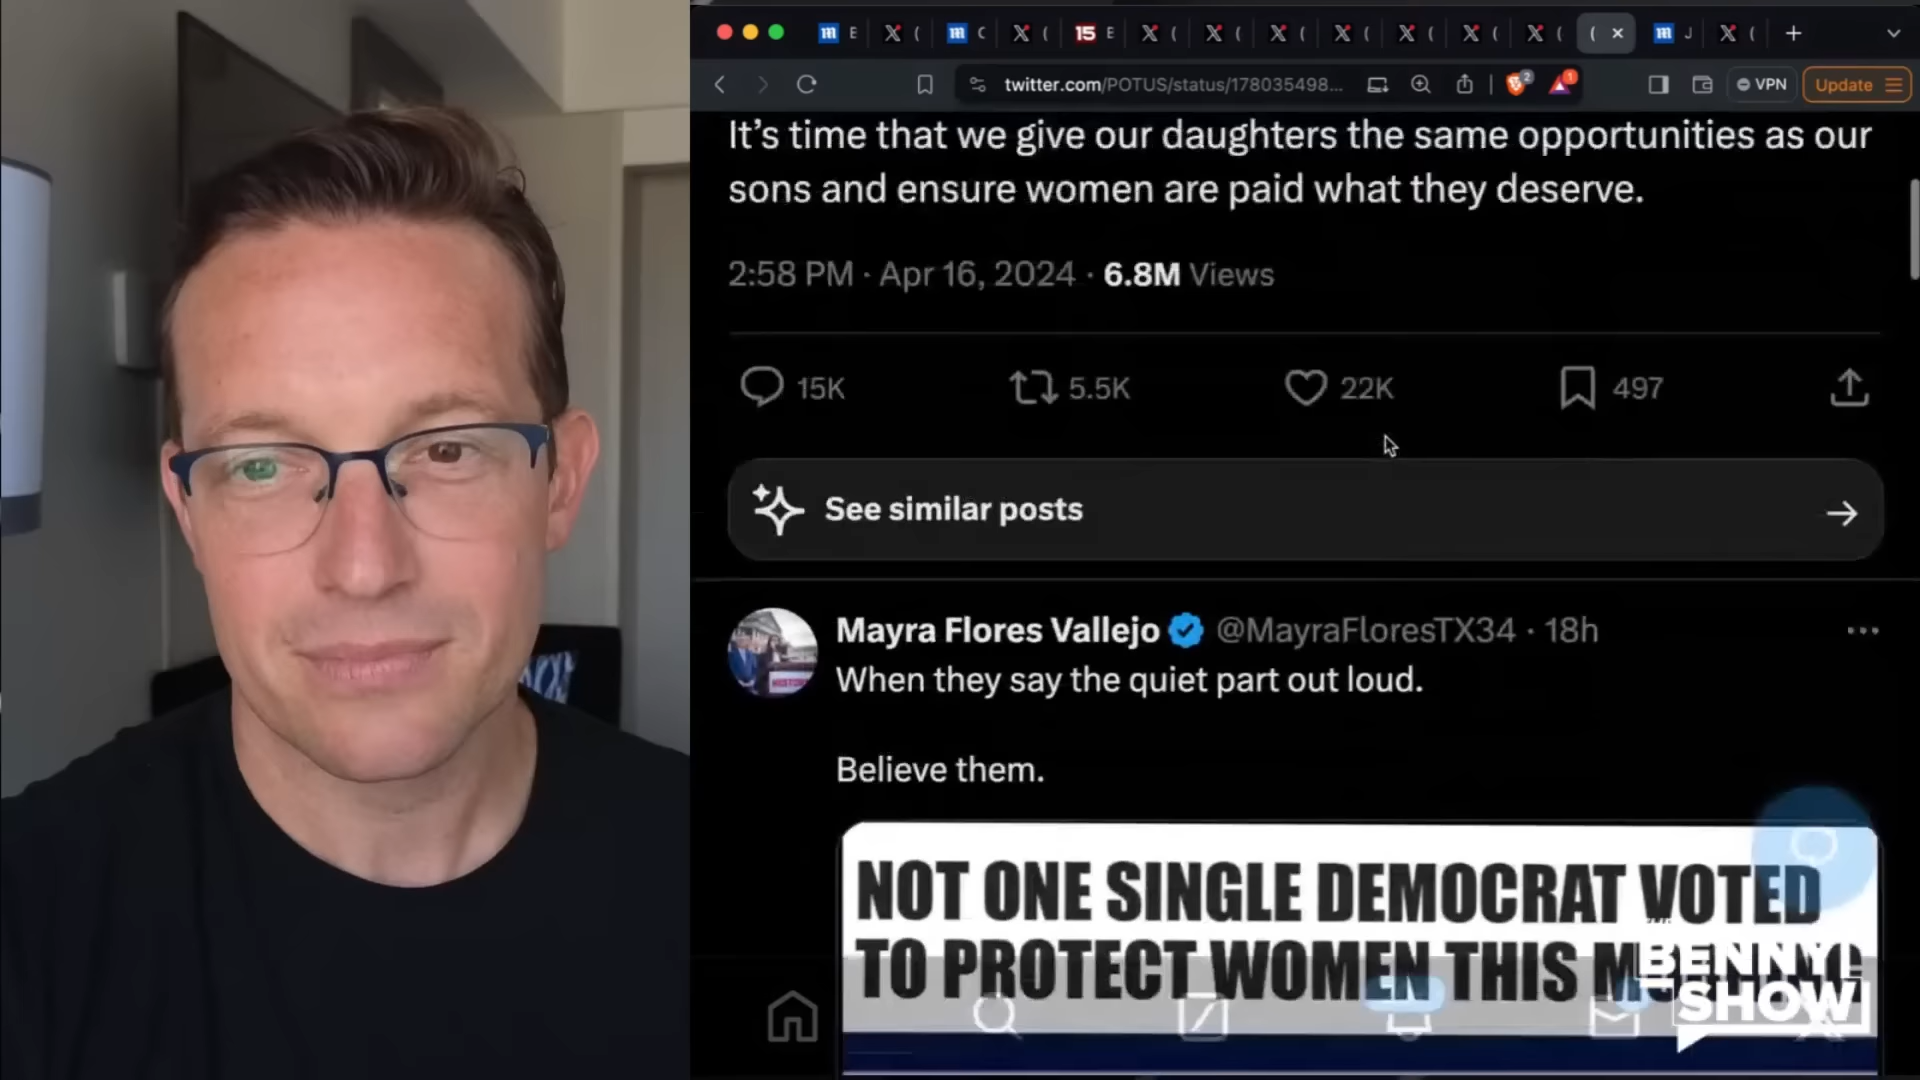 m E X ( m C X ( 15 E X ( X ( X ( X ( X ( X ( X ( ( × m J X ( +
twitter.com/POTUS/status/178035498... 2 1 VPN Update
It’s time that we give our daughters the same opportunities as our
sons and ensure women are paid what they deserve.
2:58 PM · Apr 16, 2024 · 6.8M Views
15K 5.5K 22K 497
See similar posts
Mayra Flores Vallejo @MayraFloresTX34 · 18h
When they say the quiet part out loud.
Believe them.
NOT ONE SINGLE DEMOCRAT VOTED
TO PROTECT WOMEN THIS
BENNY
SHOW